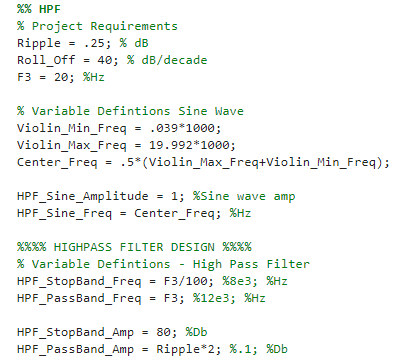 %% HPF
% Project Requirements
Ripple = .25; % dB
Roll_Off = 40; % dB/decade
F3 = 20; %Hz
% Variable Defintions Sine Wave
Violin_Min_Freq = .039*1000;
Violin_Max_Freq = 19.992*1000;
Center_Freq = .5*(Violin_Max_Freq+Violin_Min_Freq);
HPF_Sine_Amplitude = 1; %Sine wave amp
HPF_Sine_Freq = Center_Freq; %Hz
%%%% HIGHPASS FILTER DESIGN %%%%
% Variable Defintions - High Pass Filter
HPF_StopBand_Freq = F3/100; %8e3; %Hz
HPF_PassBand_Freq = F3; %12e3; %Hz
HPF_StopBand_Amp = 80; %Db
HPF_PassBand_Amp = Ripple*2; %.1; %Db